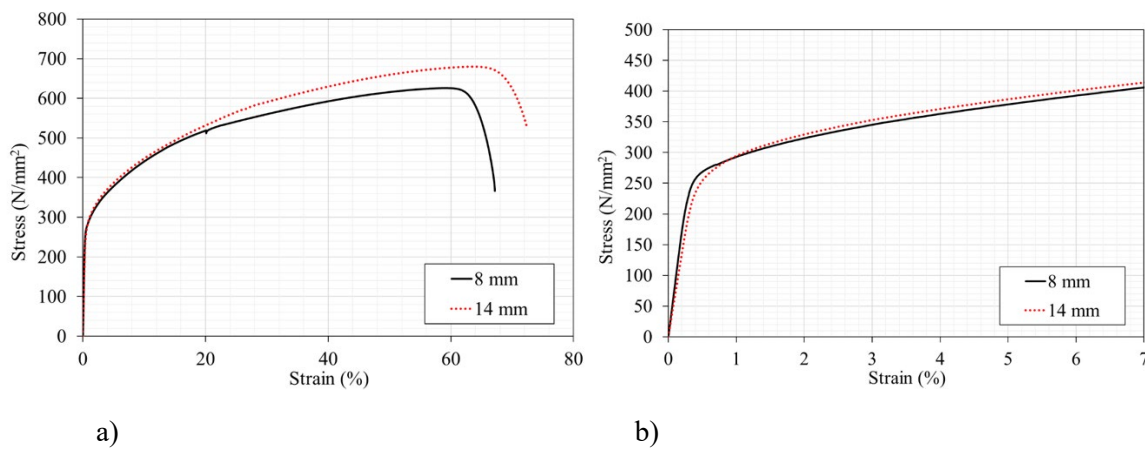 800
700
600
500
400
300
200
100
0
Stress (N/mm²)
0 20 40 60 80
Strain (%)
8 mm
14 mm
a)
500
450
400
350
300
250
200
150
100
50
0
Stress (N/mm²)
0 1 2 3 4 5 6 7
Strain (%)
8 mm
14 mm
b)